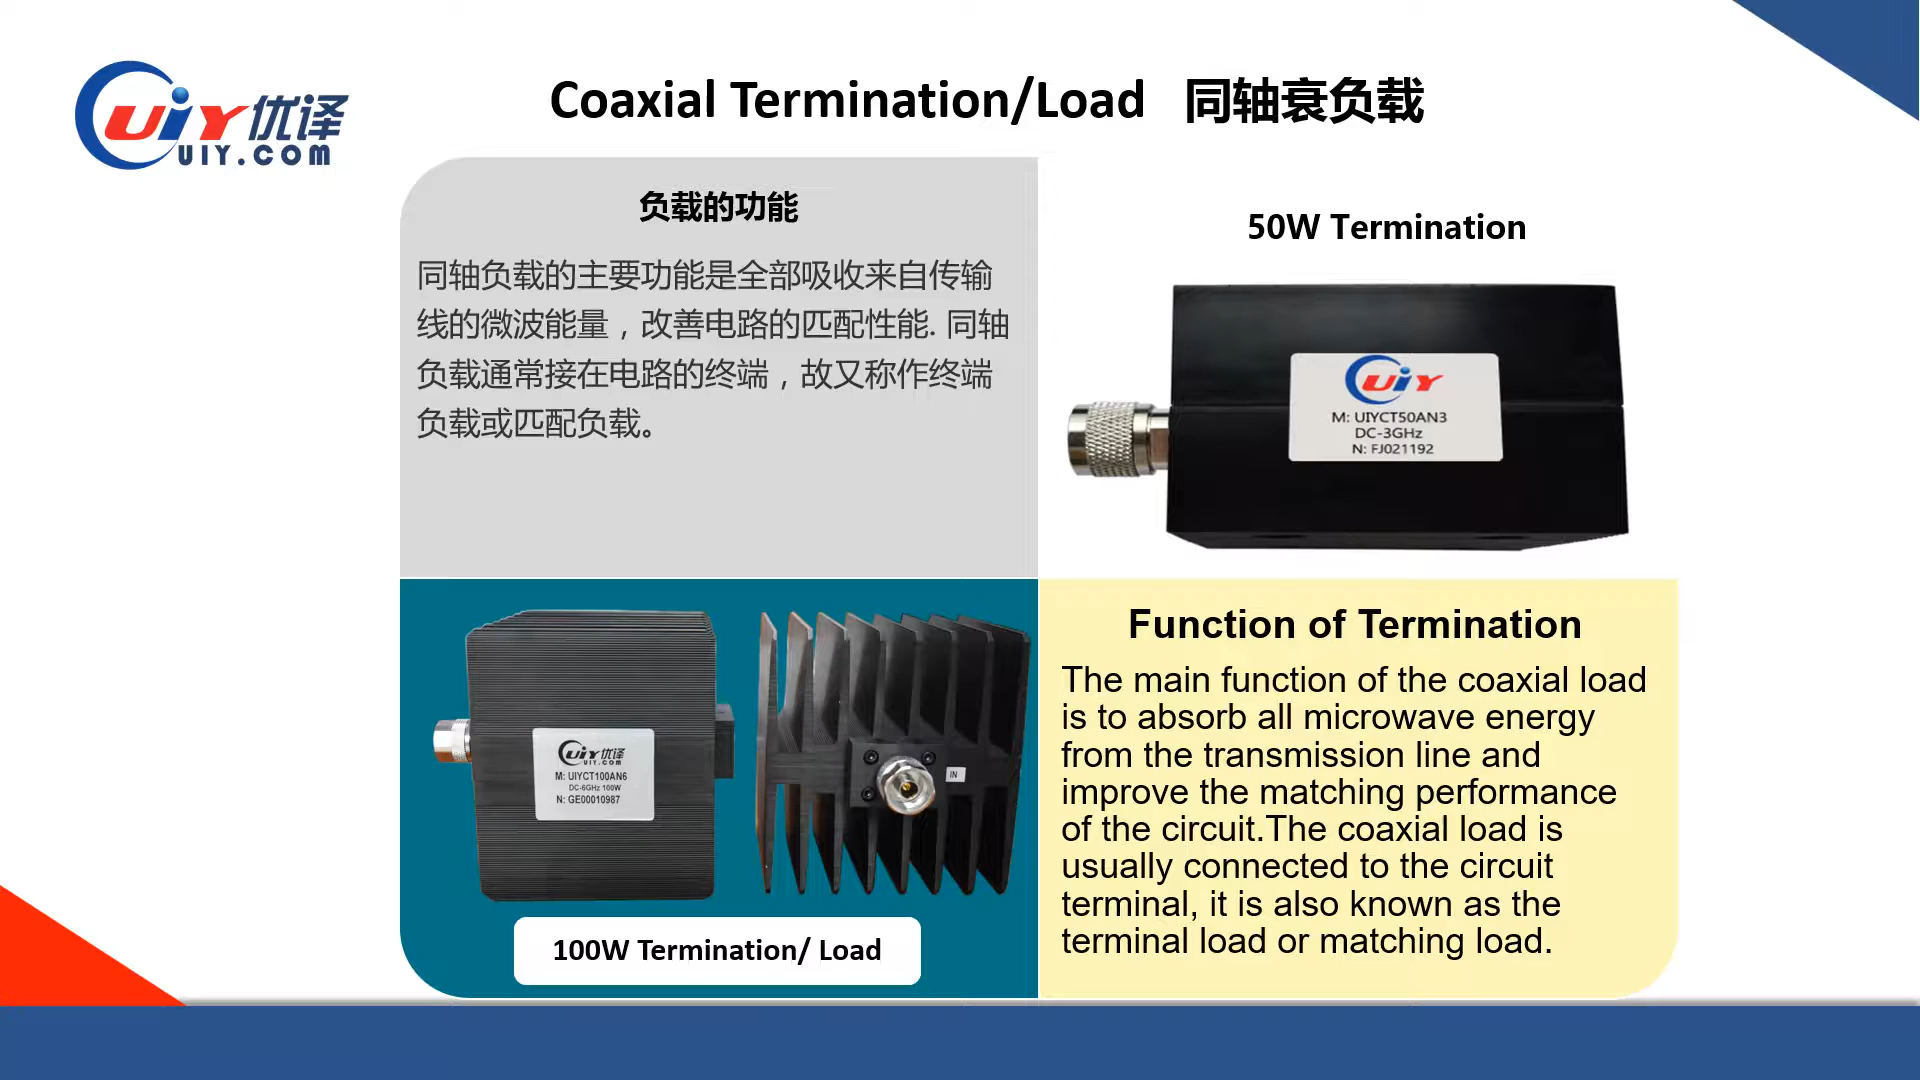 UiY优译
UIY.COM
Coaxial Termination/Load 同轴衰负载
负载的功能
同轴负载的主要功能是全部吸收来自传输
线的微波能量，改善电路的匹配性能. 同轴
负载通常接在电路的终端，故又称作终端
负载或匹配负载。
50W Termination
UiY
M: UIYCT50AN3
DC-3GHz
N: FJ021192
UiY优译
UIY.COM
M: UIYCT100AN6
DC-6GHz 100W
N: GE00010987
IN
100W Termination/ Load
Function of Termination
The main function of the coaxial load
is to absorb all microwave energy
from the transmission line and
improve the matching performance
of the circuit.The coaxial load is
usually connected to the circuit
terminal, it is also known as the
terminal load or matching load.